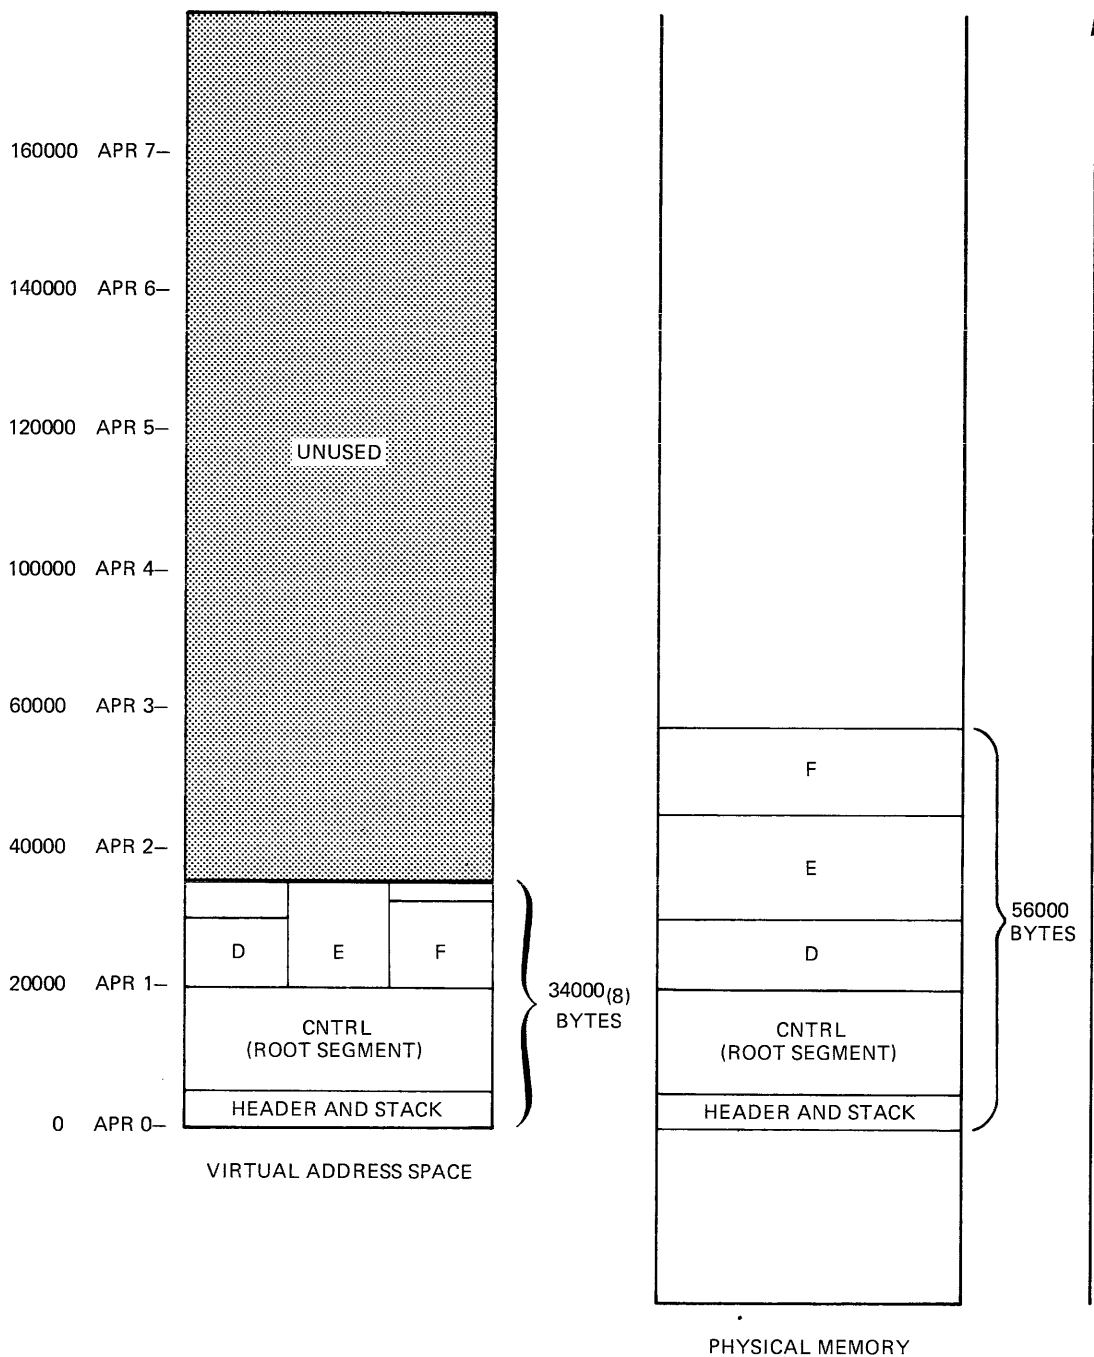 160000 APR 7–
140000 APR 6–
120000 APR 5–
UNUSED
100000 APR 4–
60000 APR 3–
F
40000 APR 2–
E
56000
BYTES
D E F
D
20000 APR 1–
34000(8)
BYTES
CNTRL
(ROOT SEGMENT)
CNTRL
(ROOT SEGMENT)
HEADER AND STACK
HEADER AND STACK
0 APR 0–
VIRTUAL ADDRESS SPACE
PHYSICAL MEMORY